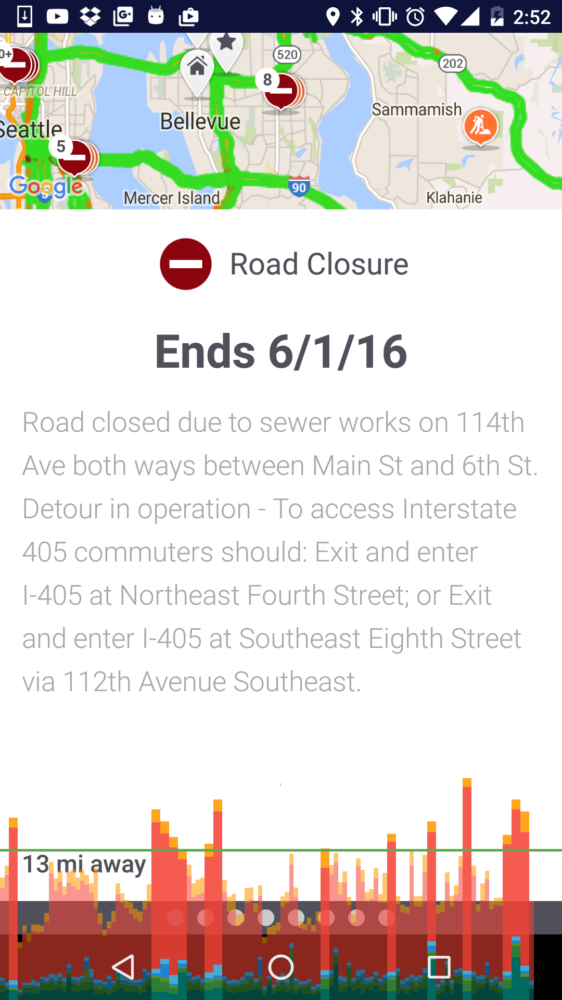 2:52
0+
520
202
8
CAPITOL HILL
Sammamish
Bellevue
Seattle
5
Google
90
Mercer Island
Klahanie
Road Closure
Ends 6/1/16
Road closed due to sewer works on 114th
Ave both ways between Main St and 6th St.
Detour in operation - To access Interstate
405 commuters should: Exit and enter
I-405 at Northeast Fourth Street; or Exit
and enter I-405 at Southeast Eighth Street
via 112th Avenue Southeast.
13 mi away